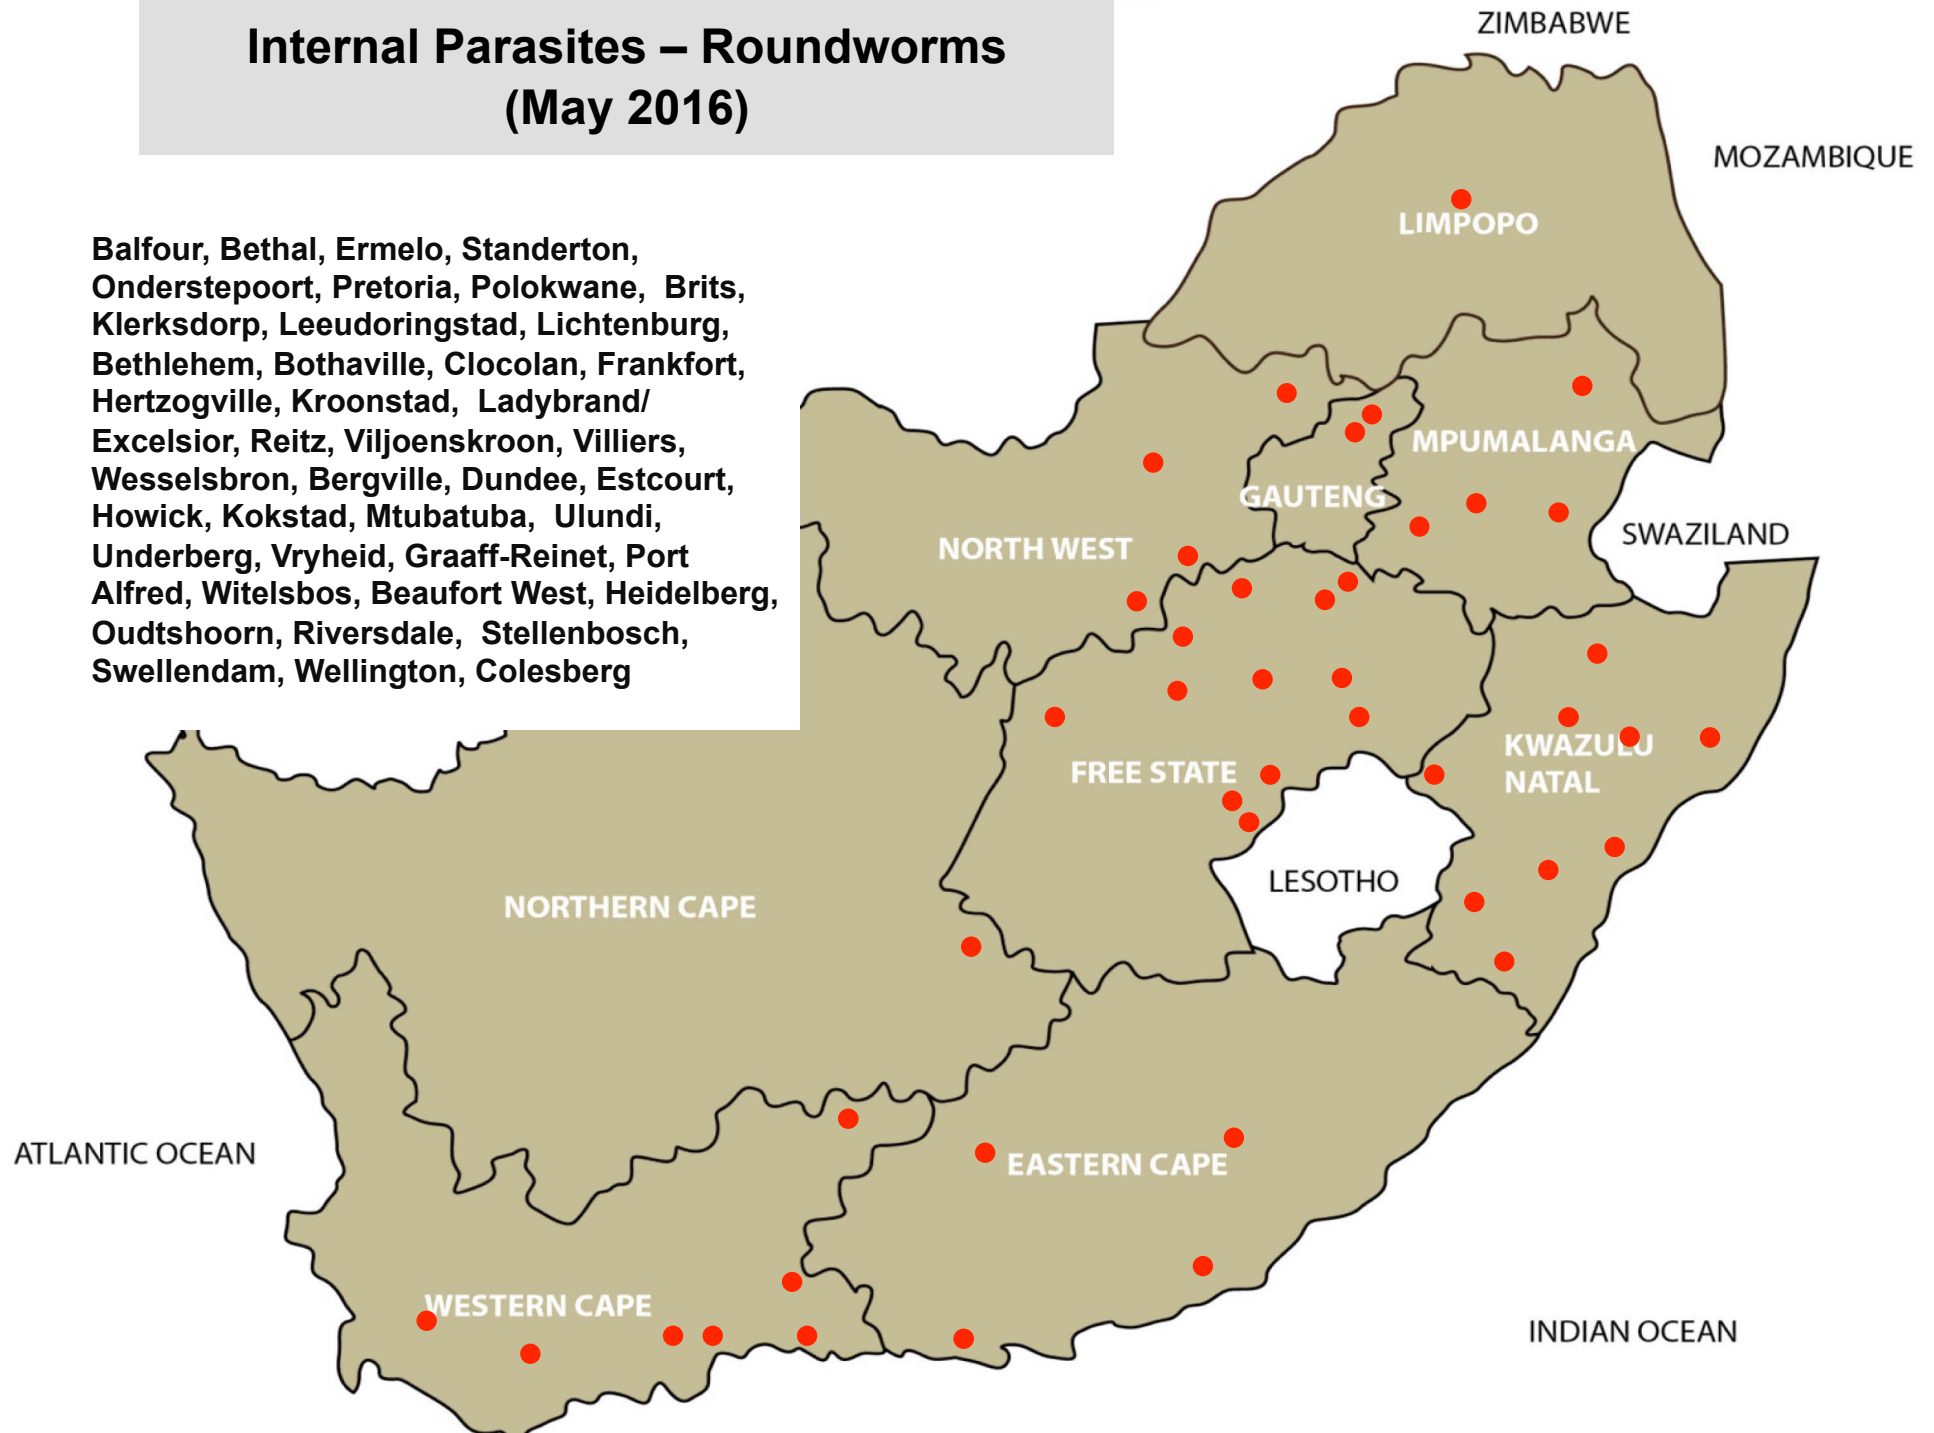 Internal Parasites – Roundworms
(May 2016)
Balfour, Bethal, Ermelo, Standerton,
Onderstepoort, Pretoria, Polokwane,  Brits,
Klerksdorp, Leeudoringstad, Lichtenburg,
Bethlehem, Bothaville, Clocolan, Frankfort,
Hertzogville, Kroonstad,  Ladybrand/
Excelsior, Reitz, Viljoenskroon, Villiers,
Wesselsbron, Bergville, Dundee, Estcourt,
Howick, Kokstad, Mtubatuba,  Ulundi,
Underberg, Vryheid, Graaff-Reinet, Port
Alfred, Witelsbos, Beaufort West, Heidelberg,
Oudtshoorn, Riversdale,  Stellenbosch,
Swellendam, Wellington, Colesberg
ZIMBABWE
MOZAMBIQUE
LIMPOPO
MPUMALANGA
GAUTENG
SWAZILAND
NORTH WEST
KWAZULU
NATAL
FREE STATE
LESOTHO
NORTHERN CAPE
ATLANTIC OCEAN
EASTERN CAPE
WESTERN CAPE
INDIAN OCEAN